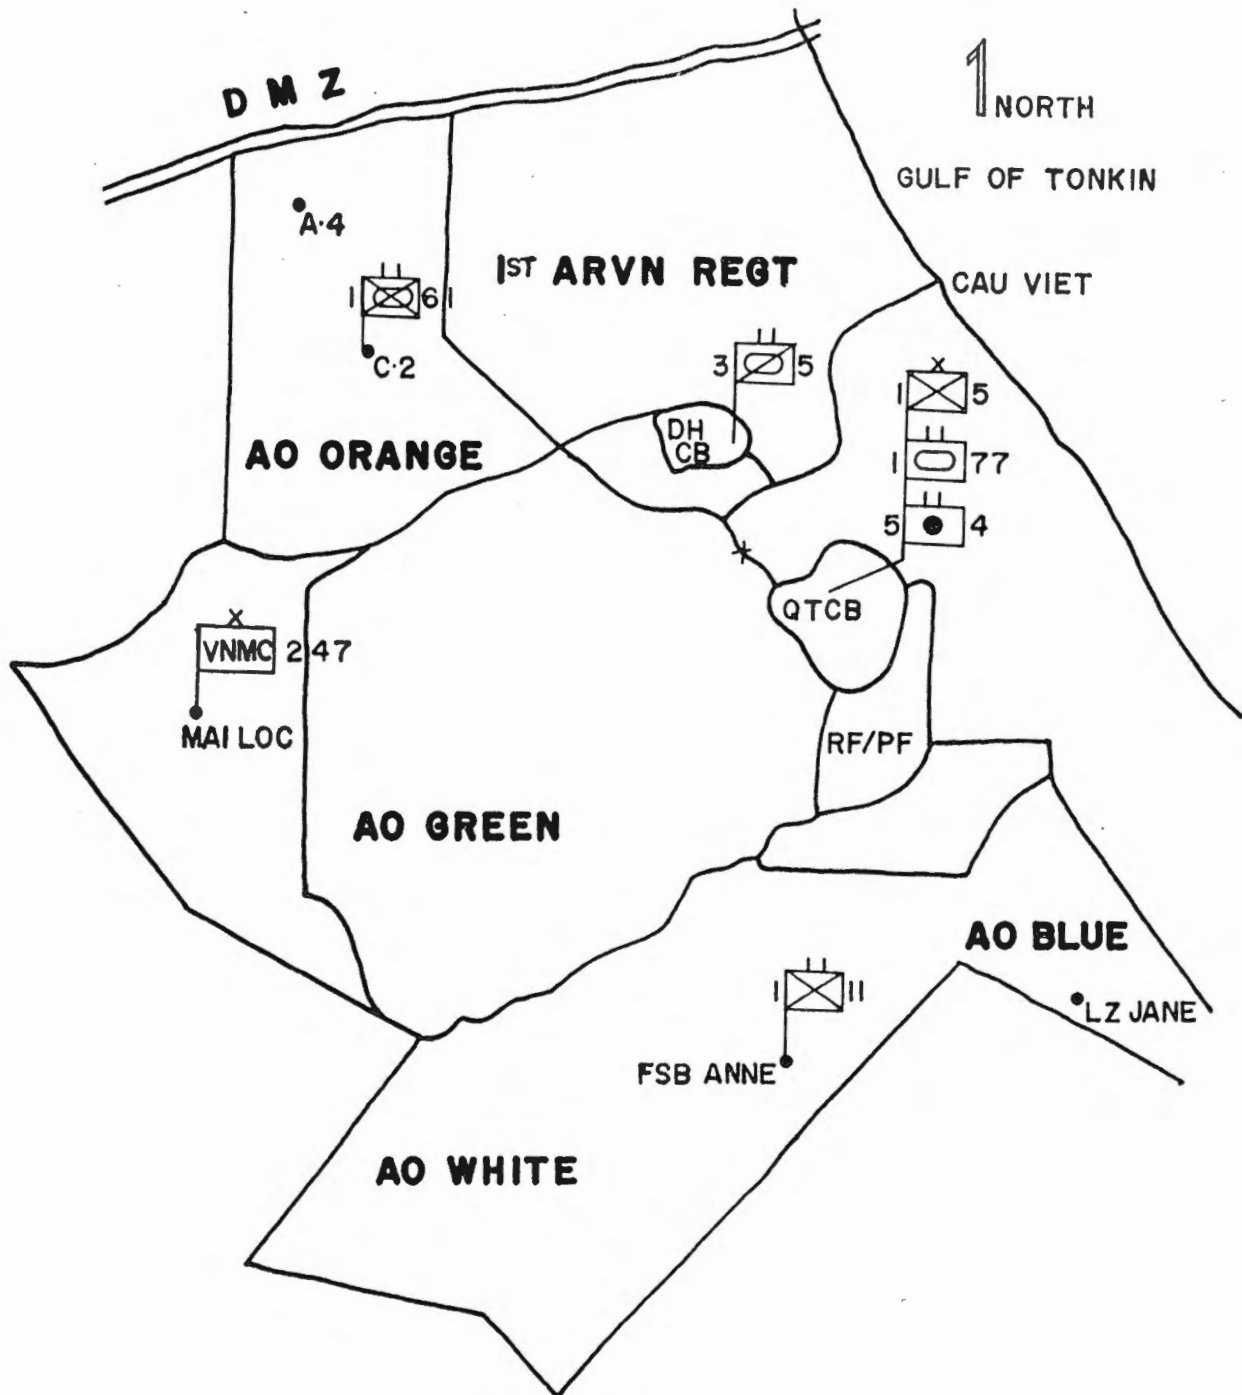 DMZ
NORTH
GULF OF TONKIN
A·4
1ST ARVN REGT
CAU VIET
1 61
C·2
3 5
X
1 5
DH
CB
AO ORANGE
1 77
5 4
QTCB
X
VNMC 247
MAI LOC
RF/PF
AO GREEN
AO BLUE
1 11
LZ JANE
FSB ANNE
AO WHITE